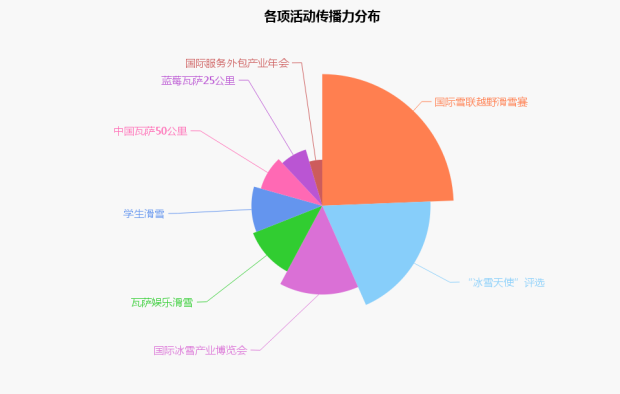 各项活动传播力分布
国际服务外包产业年会
蓝莓瓦萨25公里
国际雪联越野滑雪赛
中国瓦萨50公里
学生滑雪
“冰雪天使”评选
瓦萨娱乐滑雪
国际冰雪产业博览会